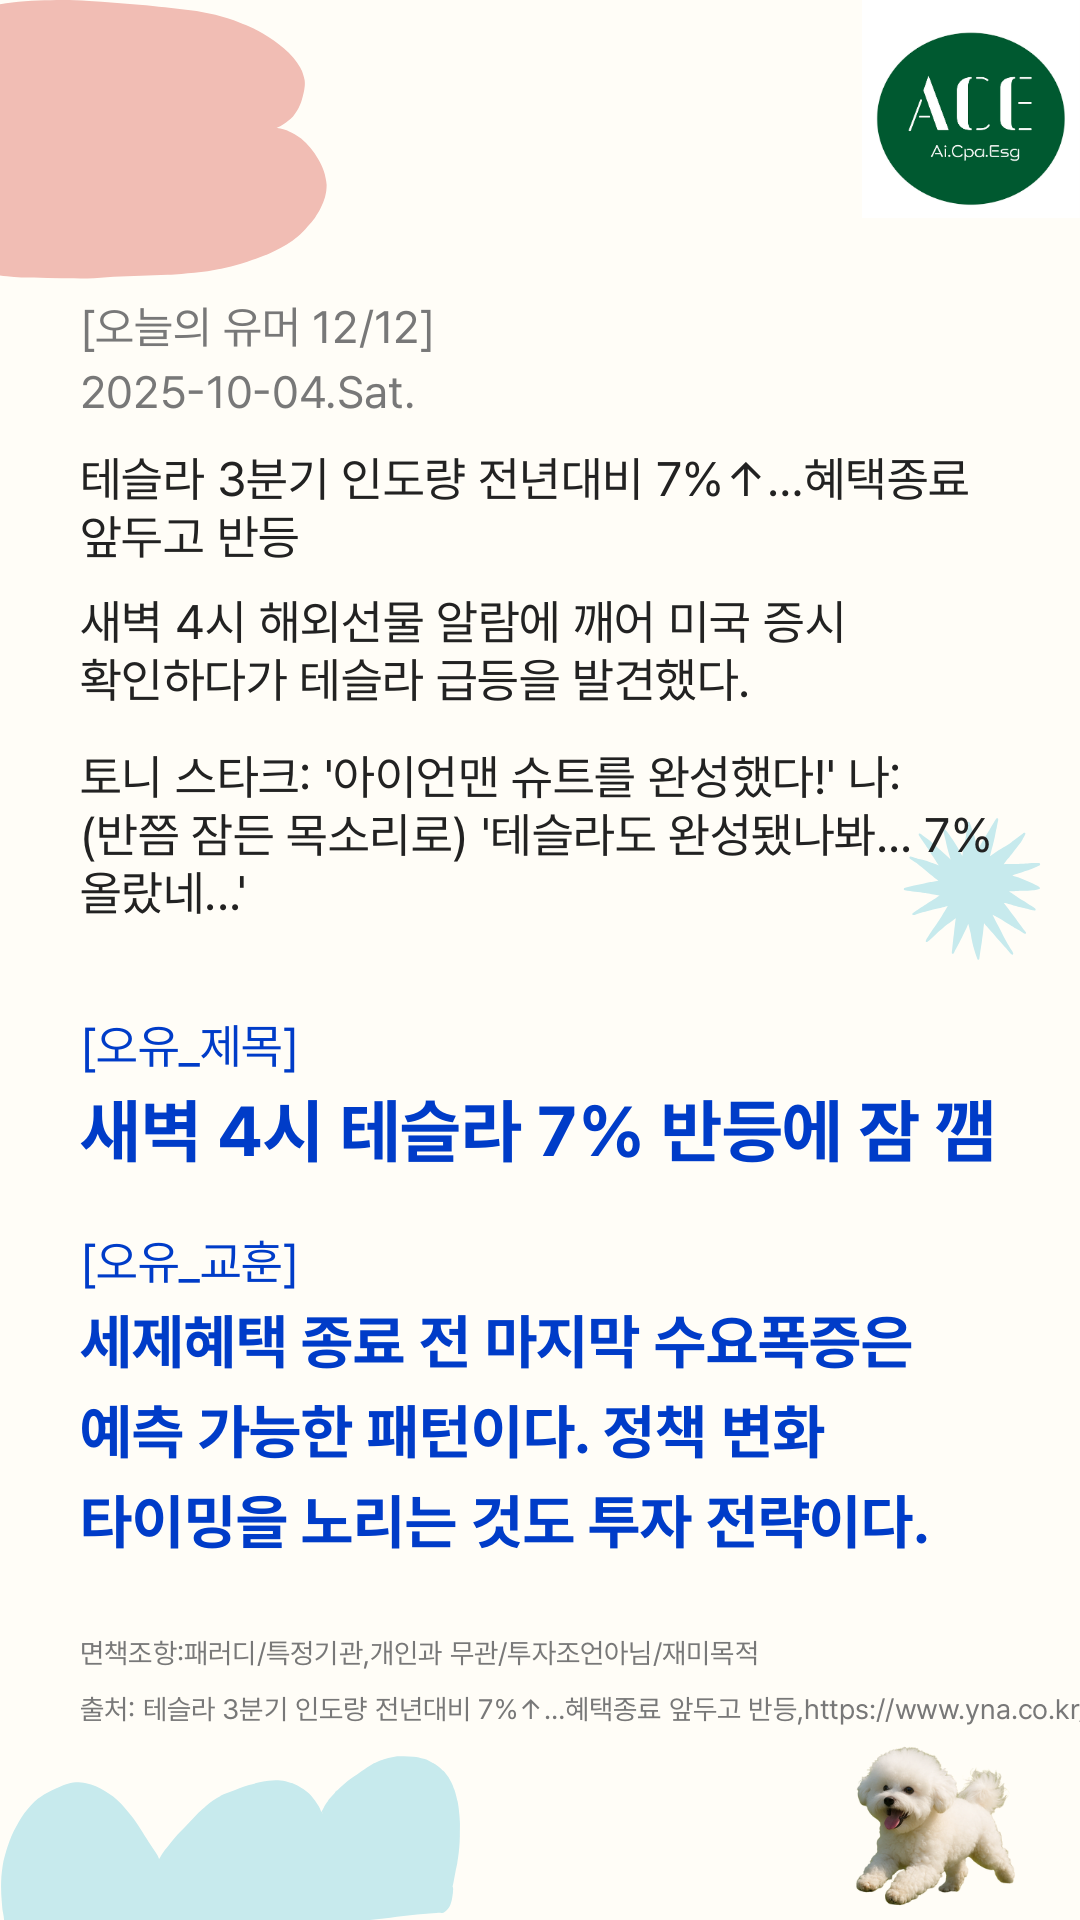 ACE
Ai.Cpa.Esg
[오늘의 유머 12/12]
2025-10-04.Sat.
테슬라 3분기 인도량 전년대비 7%↑...혜택종료
앞두고 반등
새벽 4시 해외선물 알람에 깨어 미국 증시
확인하다가 테슬라 급등을 발견했다.
토니 스타크: '아이언맨 슈트를 완성했다!' 나:
(반쯤 잠든 목소리로) '테슬라도 완성됐나봐... 7%
올랐네...'
[오유_제목]
새벽 4시 테슬라 7% 반등에 잠 깸
[오유_교훈]
세제혜택 종료 전 마지막 수요폭증은
예측 가능한 패턴이다. 정책 변화
타이밍을 노리는 것도 투자 전략이다.
면책조항:패러디/특정기관,개인과 무관/투자조언아님/재미목적
출처: 테슬라 3분기 인도량 전년대비 7%↑...혜택종료 앞두고 반등,https://www.yna.co.kr